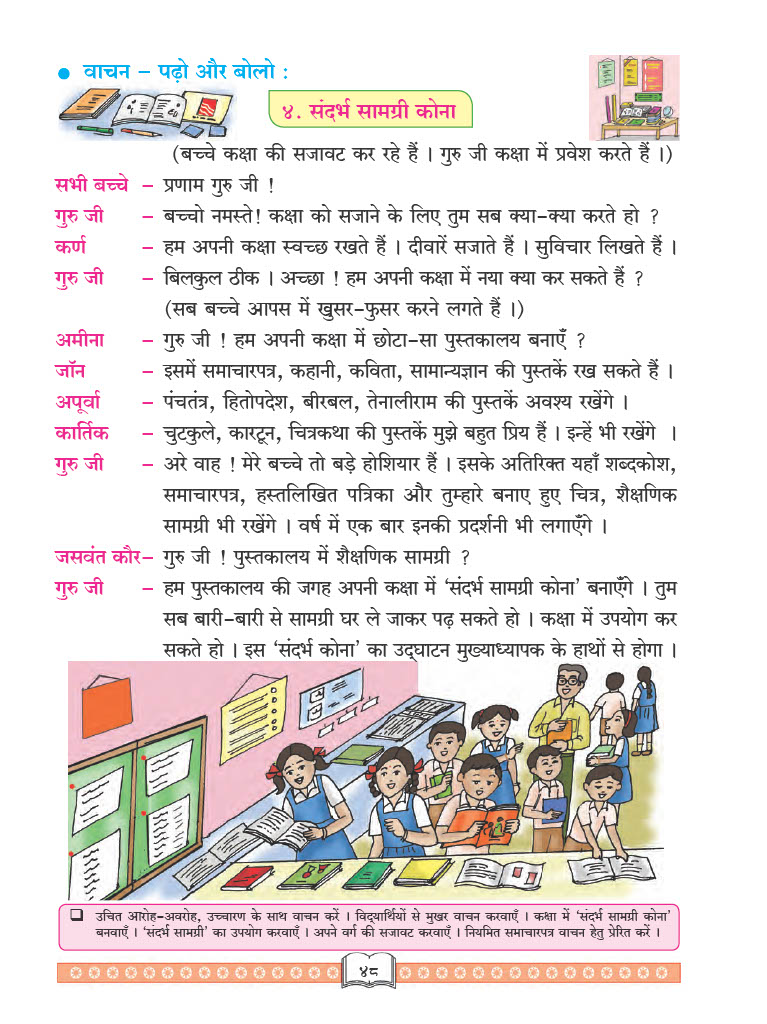 ● वाचन – पढ़ो और बोलो :
४. संदर्भ सामग्री कोना
(बच्चे कक्षा की सजावट कर रहे हैं । गुरु जी कक्षा में प्रवेश करते हैं ।)
सभी बच्चे – प्रणाम गुरु जी !
गुरु जी – बच्चो नमस्ते! कक्षा को सजाने के लिए तुम सब क्या-क्या करते हो ?
कर्ण – हम अपनी कक्षा स्वच्छ रखते हैं । दीवारें सजाते हैं । सुविचार लिखते हैं ।
गुरु जी – बिलकुल ठीक । अच्छा ! हम अपनी कक्षा में नया क्या कर सकते हैं ?
(सब बच्चे आपस में खुसर-फुसर करने लगते हैं ।)
अमीना – गुरु जी ! हम अपनी कक्षा में छोटा-सा पुस्तकालय बनाएँ ?
जॉन – इसमें समाचारपत्र, कहानी, कविता, सामान्यज्ञान की पुस्तकें रख सकते हैं ।
अपूर्वा – पंचतंत्र, हितोपदेश, बीरबल, तेनालीराम की पुस्तकें अवश्य रखेंगे ।
कार्तिक – चुटकुले, कार्टून, चित्रकथा की पुस्तकें मुझे बहुत प्रिय हैं । इन्हें भी रखेंगे ।
गुरु जी – अरे वाह ! मेरे बच्चे तो बड़े होशियार हैं । इसके अतिरिक्त यहाँ शब्दकोश,
समाचारपत्र, हस्तलिखित पत्रिका और तुम्हारे बनाए हुए चित्र, शैक्षणिक
सामग्री भी रखेंगे । वर्ष में एक बार इनकी प्रदर्शनी भी लगाएँगे ।
जसवंत कौर– गुरु जी ! पुस्तकालय में शैक्षणिक सामग्री ?
गुरु जी – हम पुस्तकालय की जगह अपनी कक्षा में ‘संदर्भ सामग्री कोना’ बनाएँगे । तुम
सब बारी-बारी से सामग्री घर ले जाकर पढ़ सकते हो । कक्षा में उपयोग कर
सकते हो । इस ‘संदर्भ कोना’ का उद्‌घाटन मुख्याध्यापक के हाथों से होगा ।
❑ उचित आरोह-अवरोह, उच्चारण के साथ वाचन करें । विद्‌यार्थियों से मुखर वाचन करवाएँ । कक्षा में ‘संदर्भ सामग्री कोना’
बनवाएँ । ‘संदर्भ सामग्री’ का उपयोग करवाएँ । अपने वर्ग की सजावट करवाएँ । नियमित समाचारपत्र वाचन हेतु प्रेरित करें ।
४८